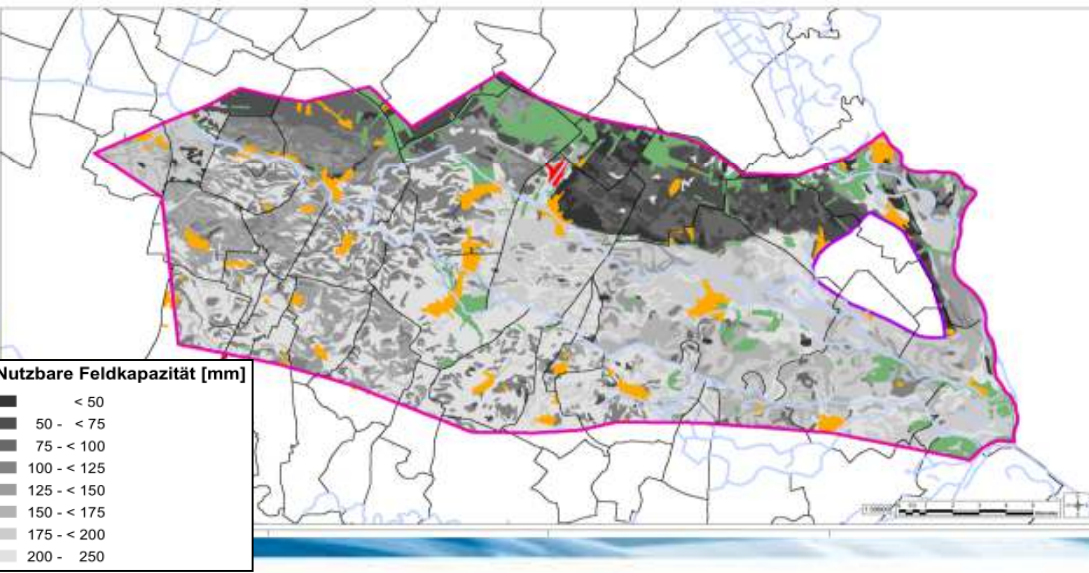 Nutzbare Feldkapazität [mm]
< 50
50 - < 75
75 - < 100
100 - < 125
125 - < 150
150 - < 175
175 - < 200
200 - 250